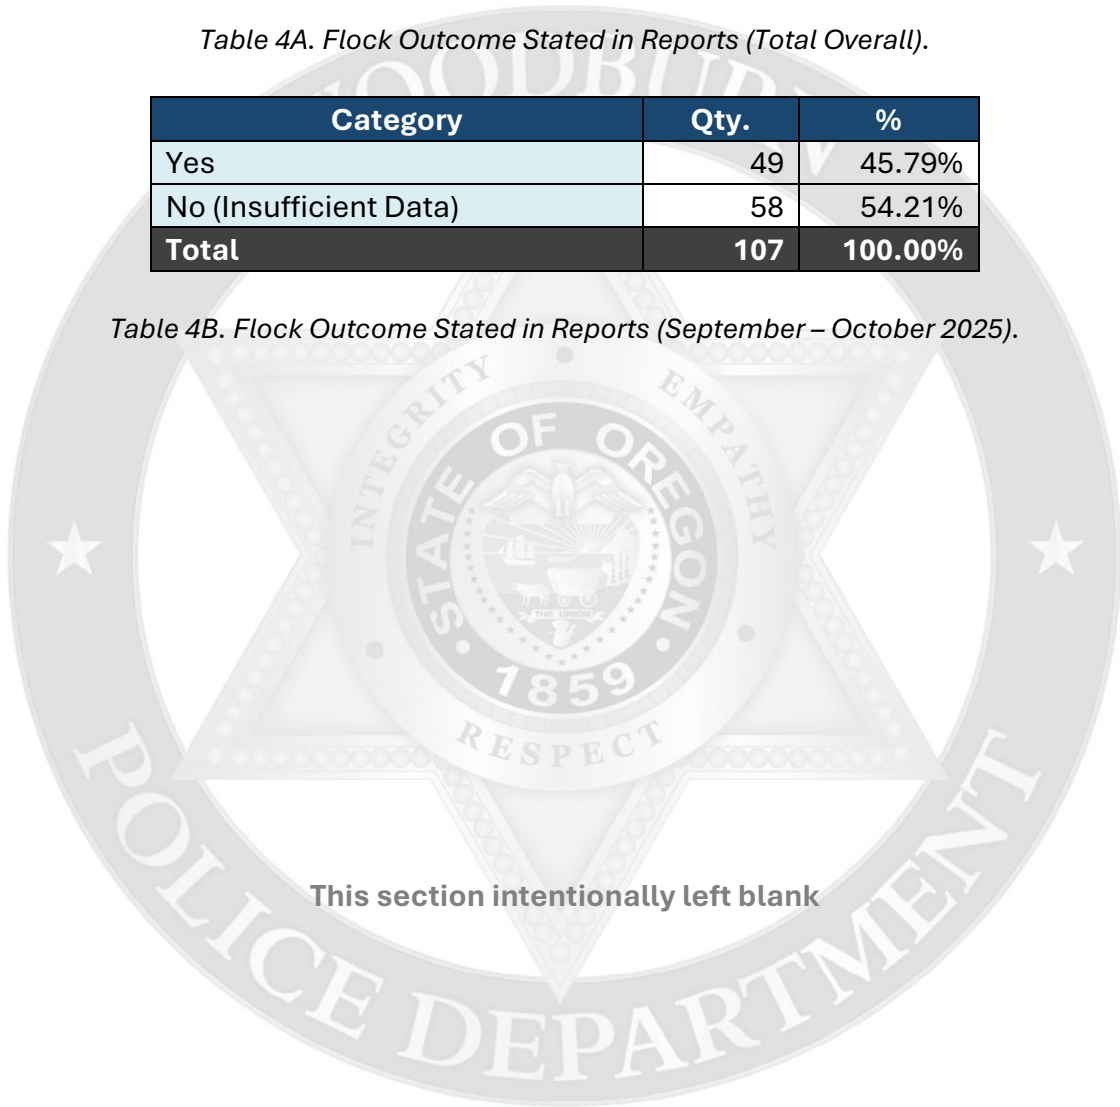 Table 4A. Flock Outcome Stated in Reports (Total Overall).
Category Qty. %
Yes 49 45.79%
No (Insufficient Data) 58 54.21%
Total 107 100.00%
Table 4B. Flock Outcome Stated in Reports (September – October 2025).
WOODBURN
INTEGRITY
EMPATHY
STATE OF OREGON
THE UNION
1859
RESPECT
This section intentionally left blank
POLICE DEPARTMENT